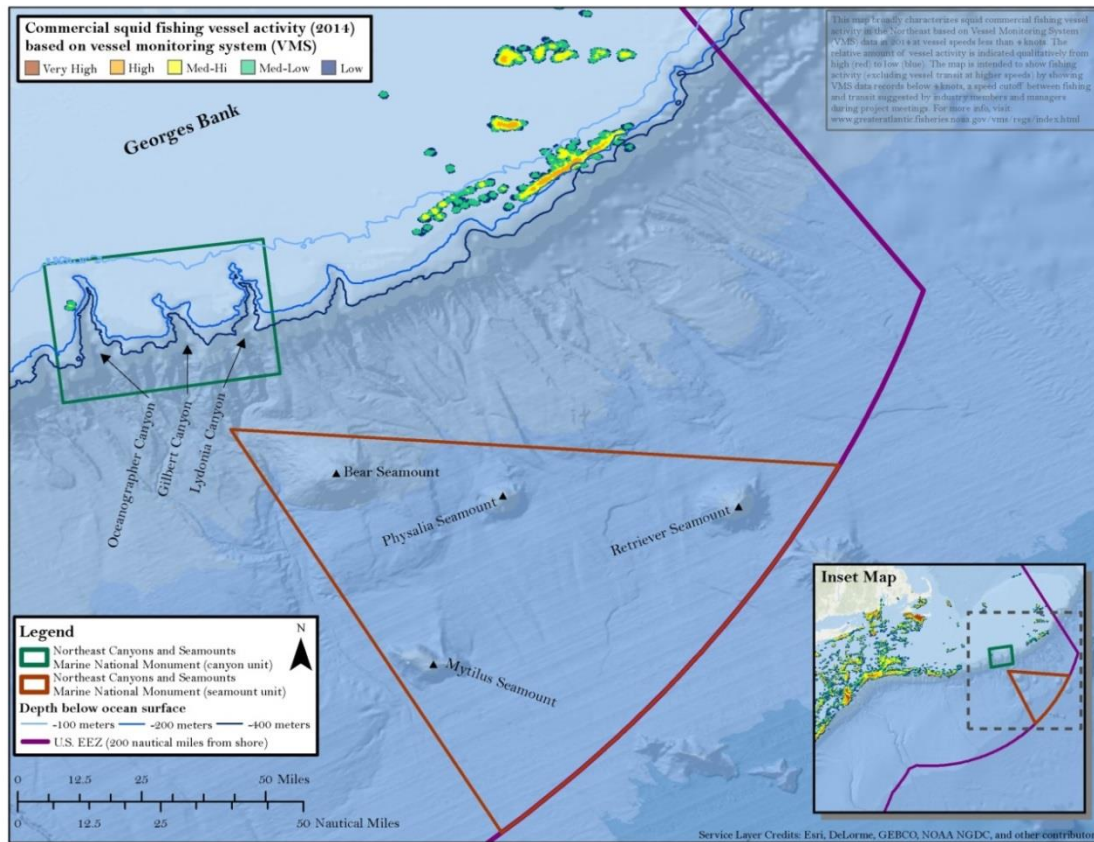 Commercial squid fishing vessel activity (2014)
based on vessel monitoring system (VMS)
Very High High Med-Hi Med-Low Low
This map broadly characterizes squid commercial fishing vessel
activity in the Northeast based on Vessel Monitoring System
(VMS) data in 2014 at vessel speeds less than 4 knots. The
relative amount of vessel activity is indicated qualitatively from
high (red) to low (blue). The map is intended to show fishing
activity (excluding vessel transit at higher speeds) by showing
VMS data records below 4 knots, a speed cutoff between fishing
and transit suggested by industry members and managers
during project meetings. For more info, visit
www.greateratlantic.fisheries.noaa.gov/vms/regs/index.html
Georges Bank
Oceanographer Canyon
Gilbert Canyon
Lydonia Canyon
Bear Seamount
Physalia Seamount
Retriever Seamount
Mytilus Seamount
Legend
N
Northeast Canyons and Seamounts
Marine National Monument (canyon unit)
Northeast Canyons and Seamounts
Marine National Monument (seamount unit)
Depth below ocean surface
-100 meters -200 meters -400 meters
U.S. EEZ (200 nautical miles from shore)
0 12.5 25 50 Miles
0 12.5 25 50 Nautical Miles
Inset Map
Service Layer Credits: Esri, DeLorme, GEBCO, NOAA NGDC, and other contributor